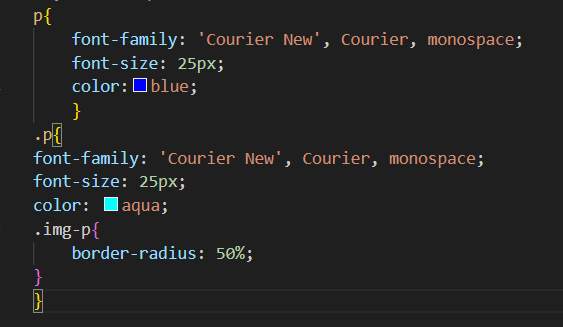 p{
font-family: 'Courier New', Courier, monospace;
font-size: 25px;
color: blue;
}
.p{
font-family: 'Courier New', Courier, monospace;
font-size: 25px;
color: aqua;
.img-p{
border-radius: 50%;
}
}